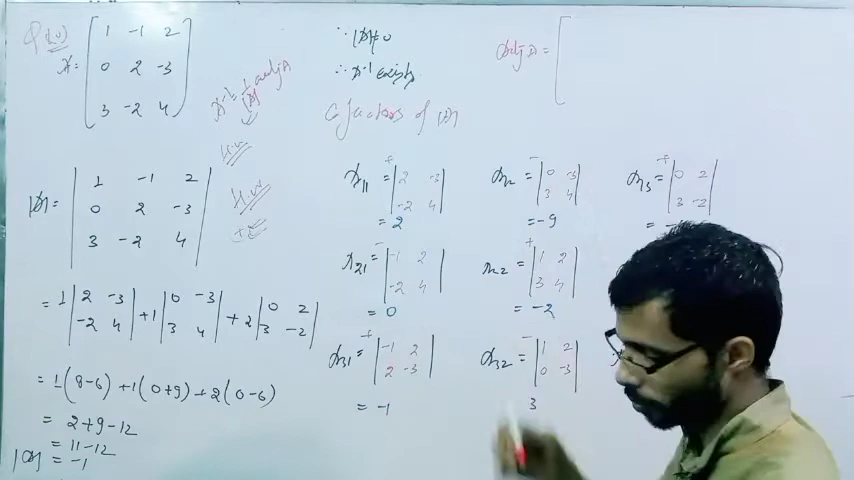 A = [ 1 -1 2
0 2 -3
3 -2 4 ]
A⁻¹ = 1/|A| adj A
H.W
H.W
|A| = | 1 -1 2
0 2 -3
3 -2 4 |
= 1 | 2 -3 | + 1 | 0 -3 | + 2 | 0 2 |
| -2 4 | | 3 4 | | 3 -2 |
= 1(8-6) + 1(0+9) + 2(0-6)
= 2+9-12
= 11-12
|A| = -1
∵ |A| ≠ 0
∴ A⁻¹ exists
Cofactors of |A|
A11 = + | 2 -3
-2 4 |
= 2
A12 = - | 0 -3
3 4 |
= -9
A13 = + | 0 2
3 -2 |
A21 = - | -1 2
-2 4 |
= 0
A22 = + | 1 2
3 4 |
= -2
A31 = + | -1 2
2 -3 |
= -1
A32 = - | 1 2
0 -3 |
3
adj A = [